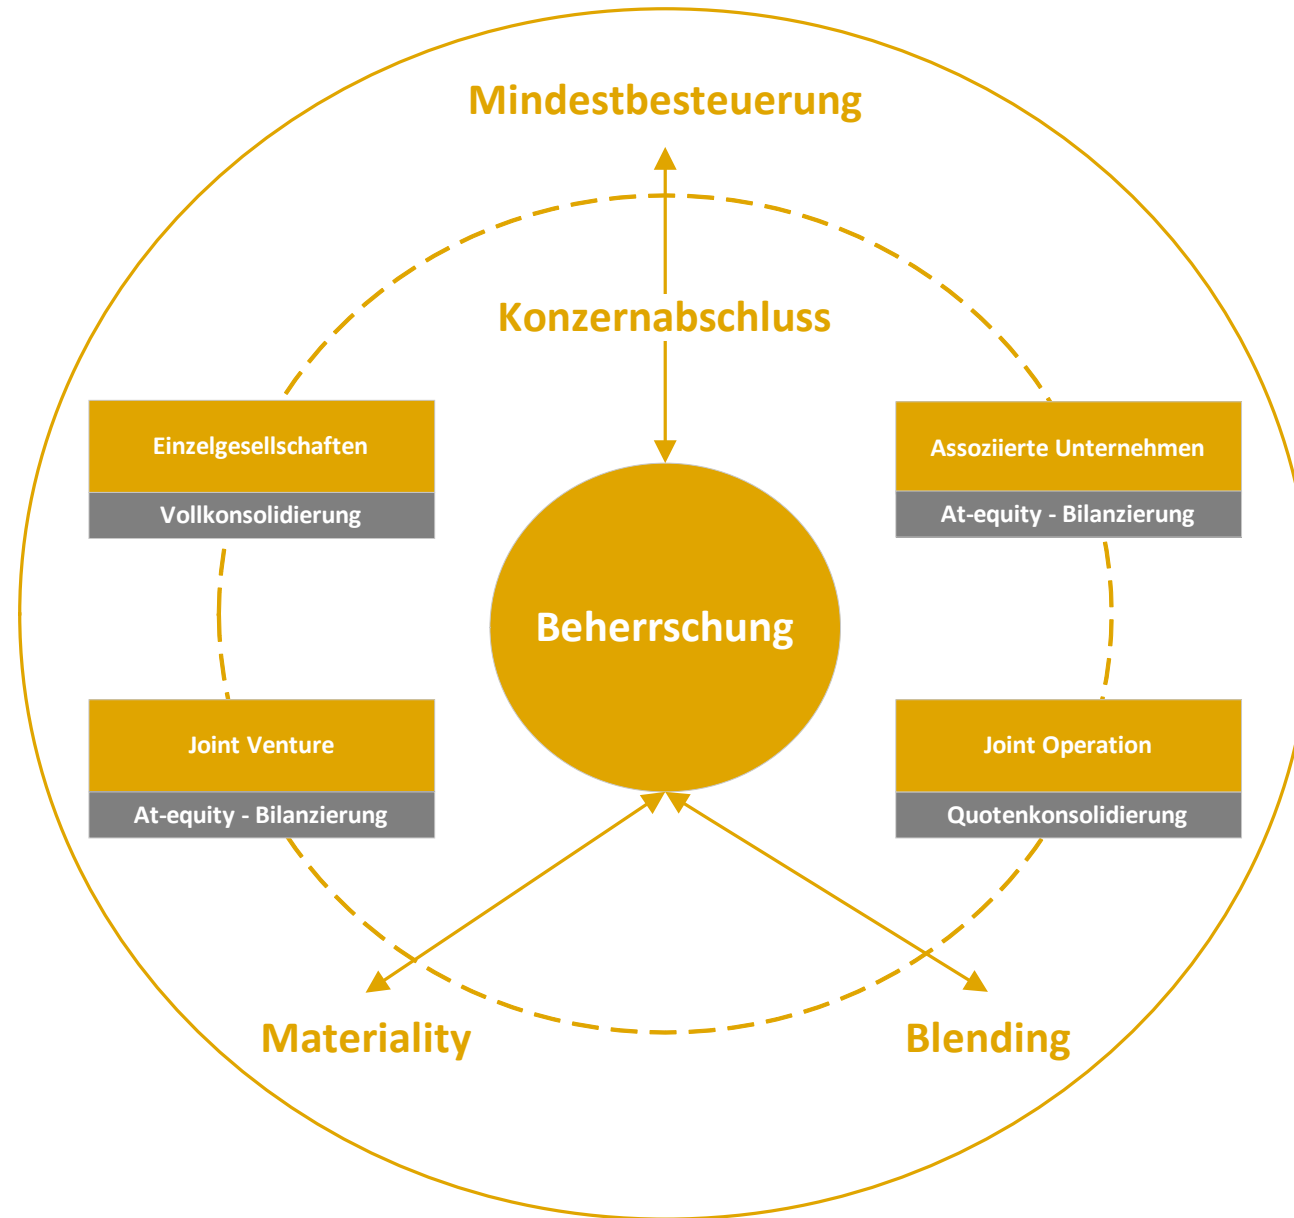 Mindestbesteuerung
Konzernabschluss
Einzelgesellschaften
Vollkonsolidierung
Assoziierte Unternehmen
At-equity - Bilanzierung
Beherrschung
Joint Venture
At-equity - Bilanzierung
Joint Operation
Quotenkonsolidierung
Materiality
Blending